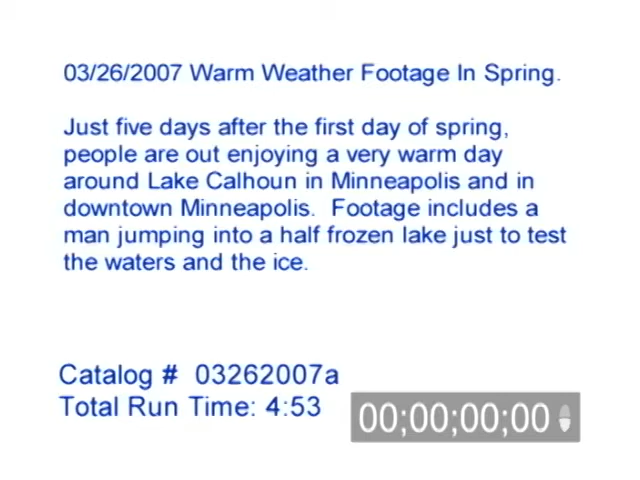 03/26/2007 Warm Weather Footage In Spring.
Just five days after the first day of spring,
people are out enjoying a very warm day
around Lake Calhoun in Minneapolis and in
downtown Minneapolis.  Footage includes a
man jumping into a half frozen lake just to test
the waters and the ice.
Catalog #  03262007a
Total Run Time: 4:53
00;00;00;00